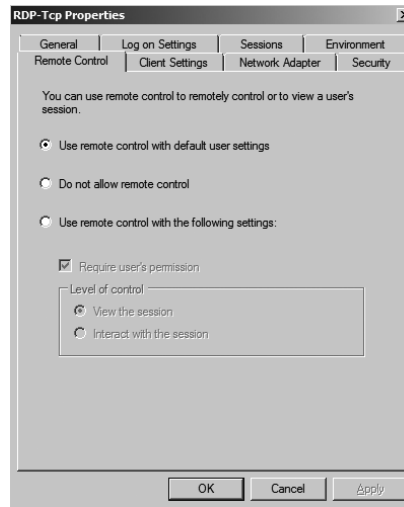 RDP-Tcp Properties
General Log on Settings Sessions Environment
Remote Control Client Settings Network Adapter Security
You can use remote control to remotely control or to view a user's
session.
Use remote control with default user settings
Do not allow remote control
Use remote control with the following settings:
Require user's permission
Level of control
View the session
Interact with the session
OK Cancel Apply